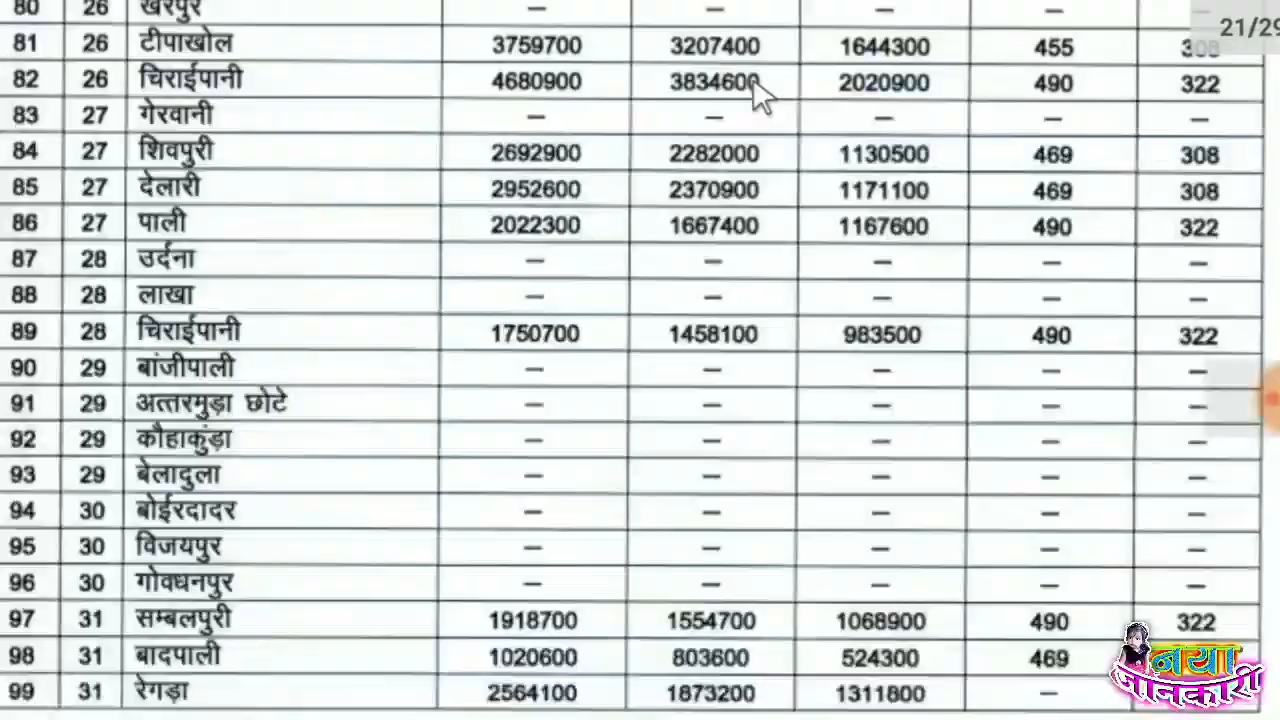 80 26 खैरपुर – – – – –
21/29
81 26 टीपाखोल 3759700 3207400 1644300 455 308
82 26 चिराईपानी 4680900 3834600 2020900 490 322
83 27 गेरवानी – – – – –
84 27 शिवपुरी 2692900 2282000 1130500 469 308
85 27 देलारी 2952600 2370900 1171100 469 308
86 27 पाली 2022300 1667400 1167600 490 322
87 28 उर्दना – – – – –
88 28 लाखा – – – – –
89 28 चिराईपानी 1750700 1458100 983500 490 322
90 29 बांजीपाली – – – – –
91 29 अत्तरमुड़ा छोटे – – – – –
92 29 कौहाकुंड़ा – – – – –
93 29 बेलादुला – – – – –
94 30 बोईरदादर – – – – –
95 30 विजयपुर – – – – –
96 30 गोवधनपुर – – – – –
97 31 सम्बलपुरी 1918700 1554700 1068900 490 322
98 31 बादपाली 1020600 803600 524300 469
99 31 रेगड़ा 2564100 1873200 1311800 –
नया
जानकारी